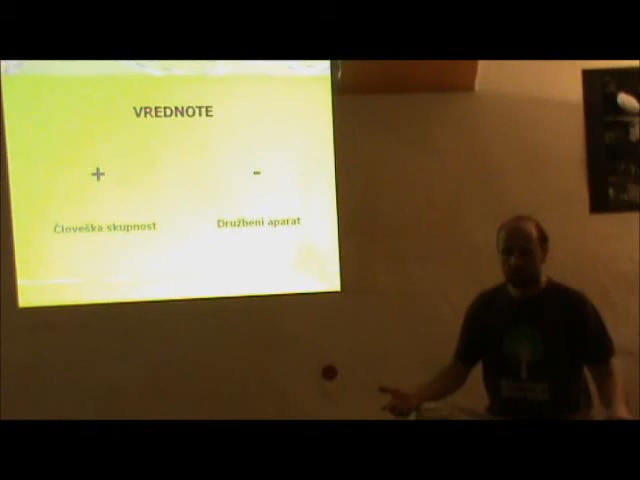 VREDNOTE
+ -
Človeška skupnost Družbeni aparat